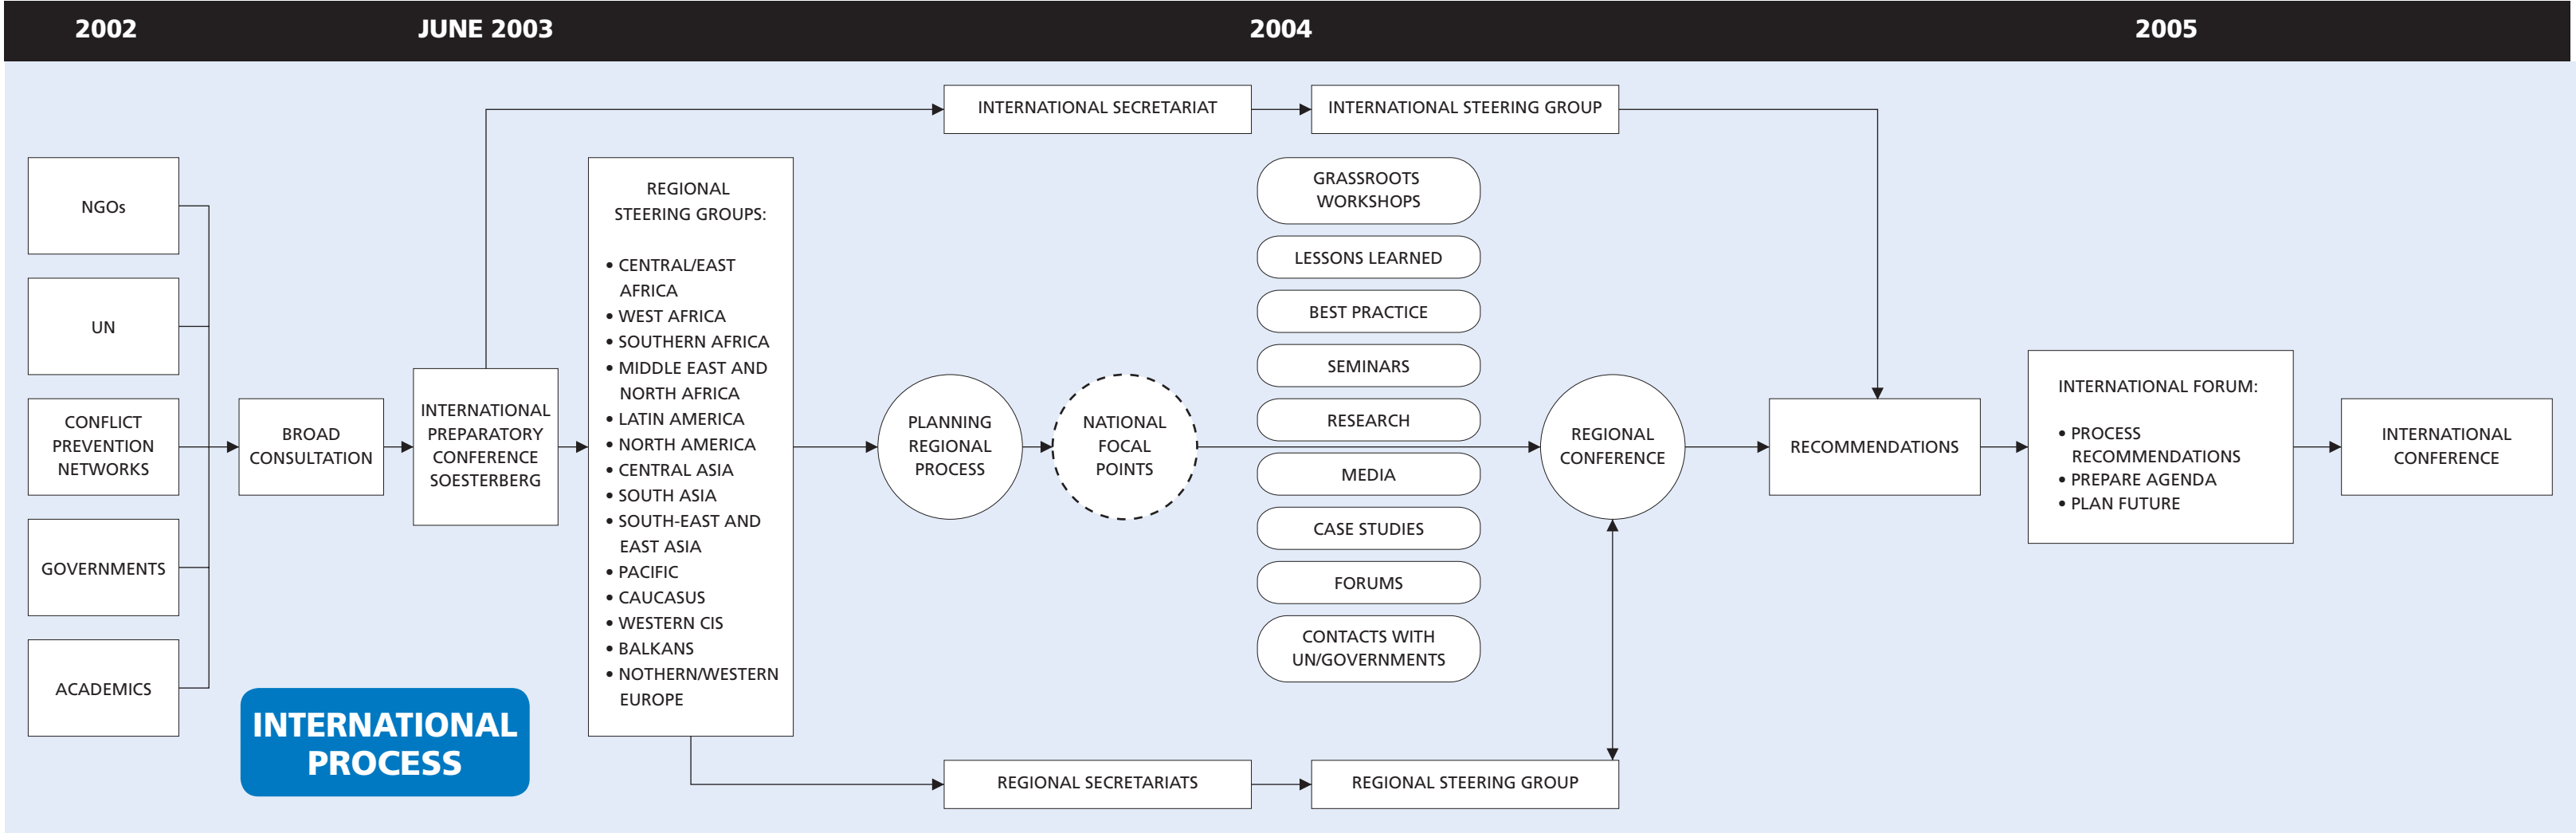 2002
JUNE 2003
2004
2005
NGOs
UN
CONFLICT
PREVENTION
NETWORKS
GOVERNMENTS
ACADEMICS
BROAD
CONSULTATION
INTERNATIONAL
PREPARATORY
CONFERENCE
SOESTERBERG
INTERNATIONAL
PROCESS
REGIONAL
STEERING GROUPS:
• CENTRAL/EAST
AFRICA
• WEST AFRICA
• SOUTHERN AFRICA
• MIDDLE EAST AND
NORTH AFRICA
• LATIN AMERICA
• NORTH AMERICA
• CENTRAL ASIA
• SOUTH ASIA
• SOUTH-EAST AND
EAST ASIA
• PACIFIC
• CAUCASUS
• WESTERN CIS
• BALKANS
• NOTHERN/WESTERN
EUROPE
INTERNATIONAL SECRETARIAT
INTERNATIONAL STEERING GROUP
PLANNING
REGIONAL
PROCESS
NATIONAL
FOCAL
POINTS
GRASSROOTS
WORKSHOPS
LESSONS LEARNED
BEST PRACTICE
SEMINARS
RESEARCH
MEDIA
CASE STUDIES
FORUMS
CONTACTS WITH
UN/GOVERNMENTS
REGIONAL SECRETARIATS
REGIONAL STEERING GROUP
REGIONAL
CONFERENCE
RECOMMENDATIONS
INTERNATIONAL FORUM:
• PROCESS
RECOMMENDATIONS
• PREPARE AGENDA
• PLAN FUTURE
INTERNATIONAL
CONFERENCE